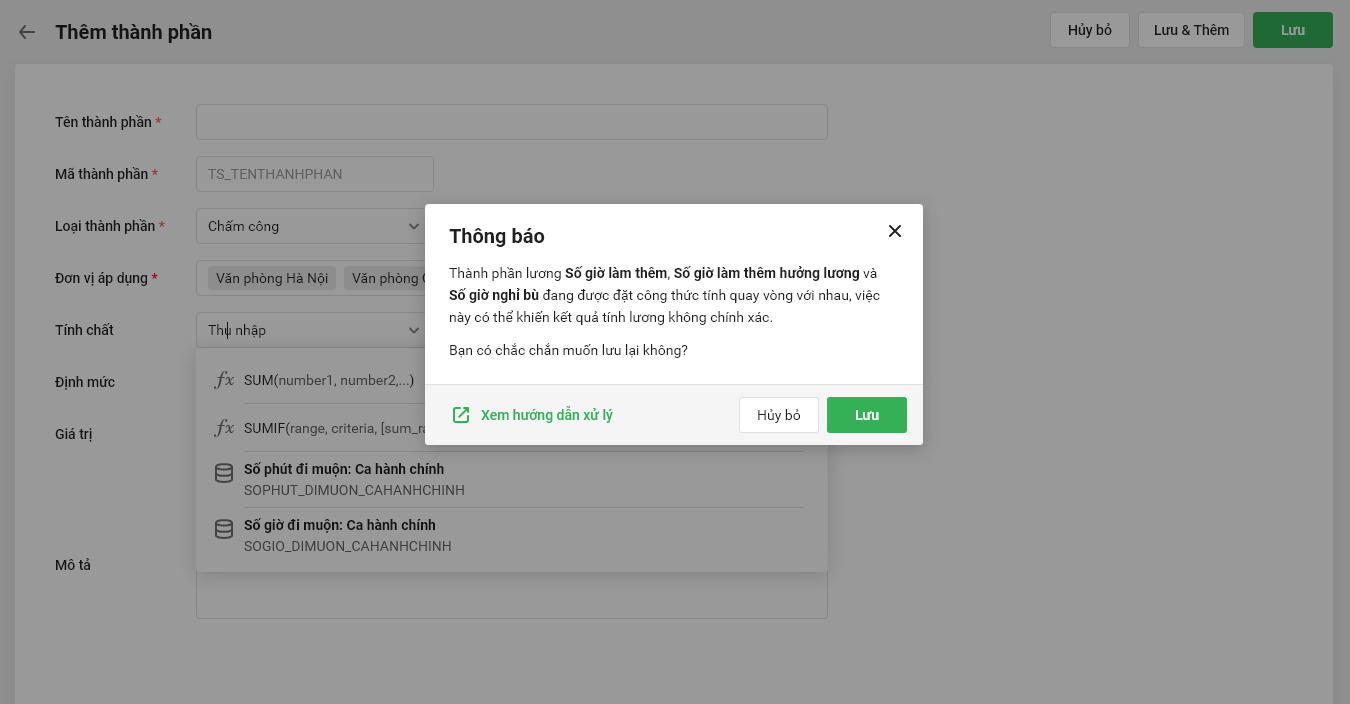 Thêm thành phần
Hủy bỏ
Lưu & Thêm
Lưu
Tên thành phần *
Mã thành phần *
TS_TENTHANHPHAN
Loại thành phần *
Chấm công
Đơn vị áp dụng *
Văn phòng Hà Nội
Văn phòng
Tính chất
Thu nhập
Định mức
Giá trị
SUM(number1, number2,...)
SUMIF(range, criteria, [sum_ra
Số phút đi muộn: Ca hành chính
SOPHUT_DIMUON_CAHANHCHINH
Số giờ đi muộn: Ca hành chính
SOGIO_DIMUON_CAHANHCHINH
Mô tả
Thông báo
Thành phần lương Số giờ làm thêm, Số giờ làm thêm hưởng lương và
Số giờ nghỉ bù đang được đặt công thức tính quay vòng với nhau, việc
này có thể khiến kết quả tính lương không chính xác.
Bạn có chắc chắn muốn lưu lại không?
Xem hướng dẫn xử lý
Hủy bỏ
Lưu